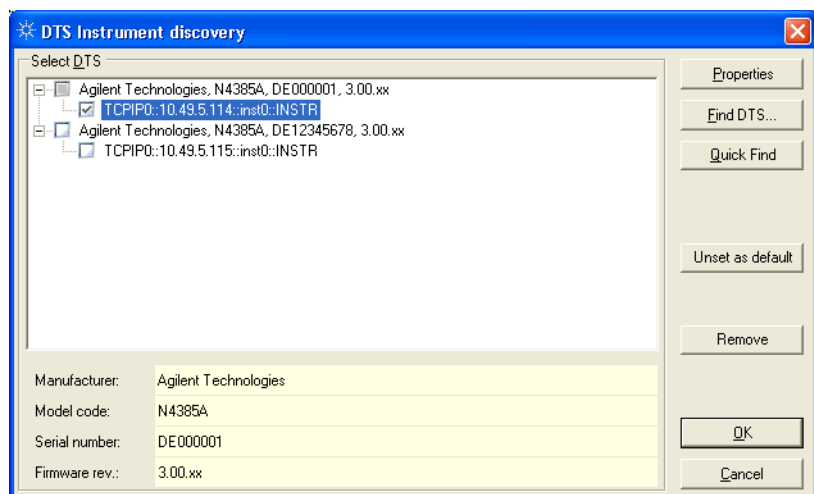 DTS Instrument discovery
Select DTS
Agilent Technologies, N4385A, DE000001, 3.00.xx
TCPIP0::10.49.5.114::inst0::INSTR
Agilent Technologies, N4385A, DE12345678, 3.00.xx
TCPIP0::10.49.5.115::inst0::INSTR
Properties
Find DTS...
Quick Find
Unset as default
Remove
Manufacturer: Agilent Technologies
Model code: N4385A
Serial number: DE000001
Firmware rev.: 3.00.xx
OK
Cancel